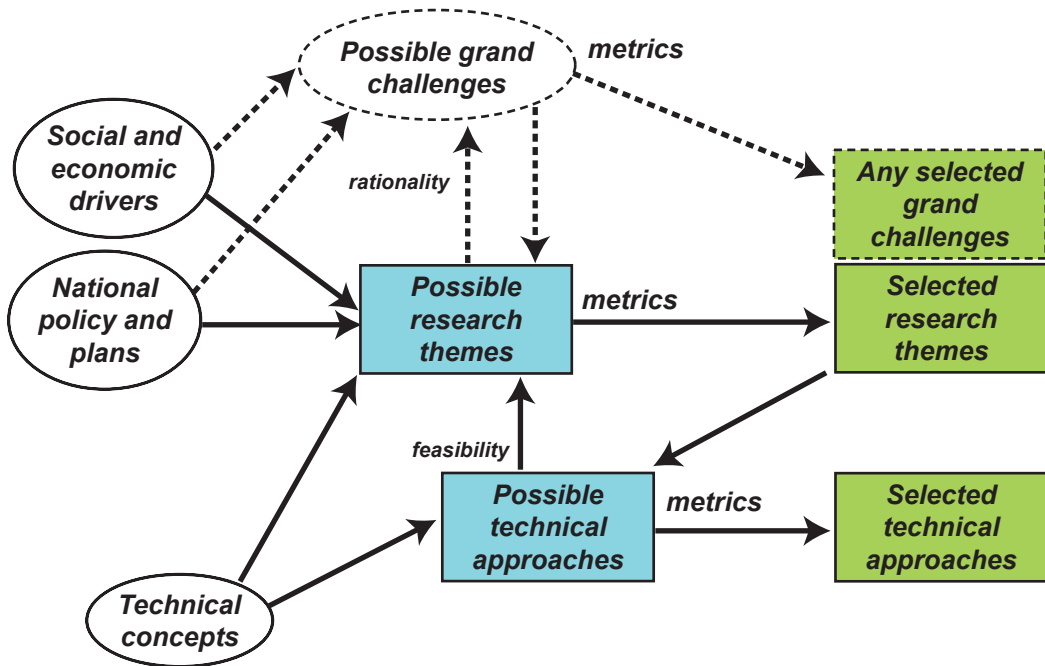 Possible grand
challenges
metrics
Social and
economic
drivers
rationality
Any selected
grand
challenges
National
policy and
plans
Possible
research
themes
metrics
Selected
research
themes
feasibility
Possible
technical
approaches
metrics
Selected
technical
approaches
Technical
concepts